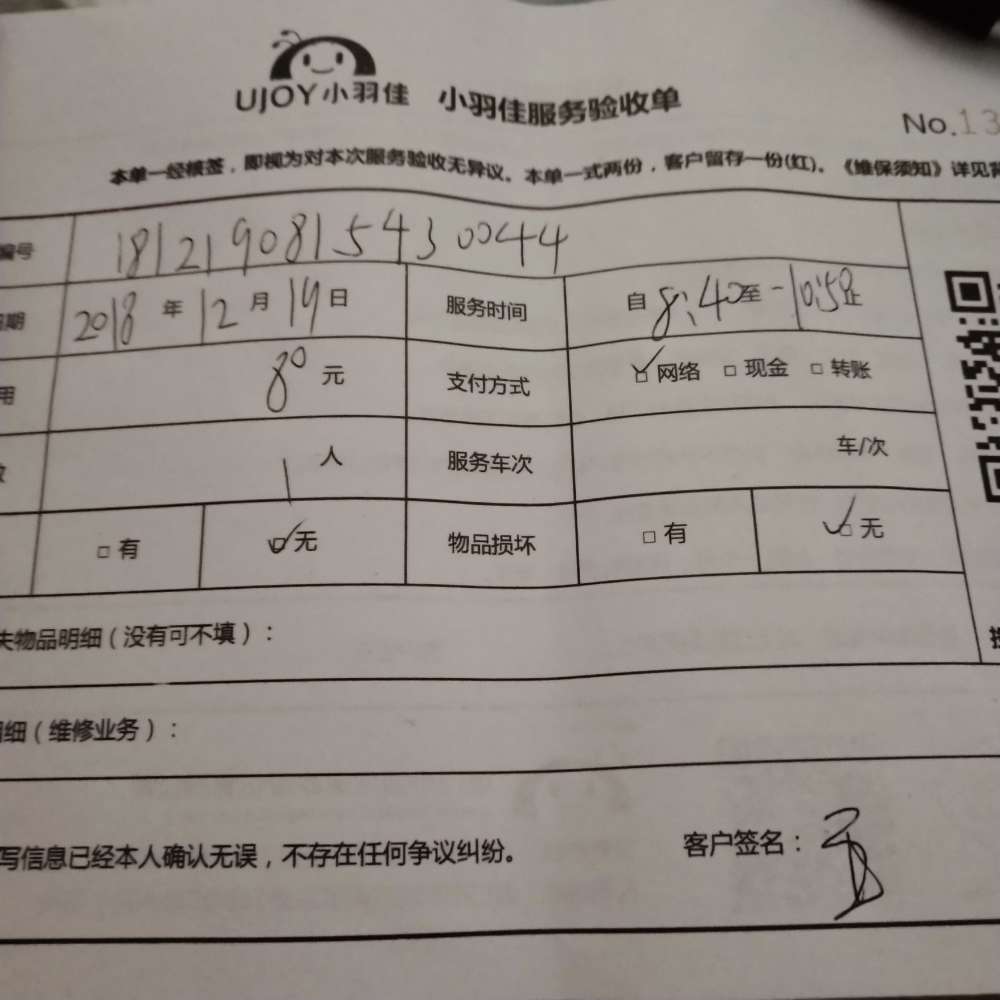 UJOY小羽佳 小羽佳服务验收单
No.13
本单一经核签，即视为对本次服务验收无异议。本单一式两份，客户留存一份(红)。《维保须知》详见背
编号 1812190815430044
日期 2018年12月19日 服务时间 自8:40至-10:58止
用 80元 支付方式 ☑网络 □现金 □转账
数 1人 服务车次 车/次
□有 ☑无 物品损坏 □有 ☑无
失物品明细（没有可不填）：
明细（维修业务）：
写信息已经本人确认无误，不存在任何争议纠纷。 客户签名：